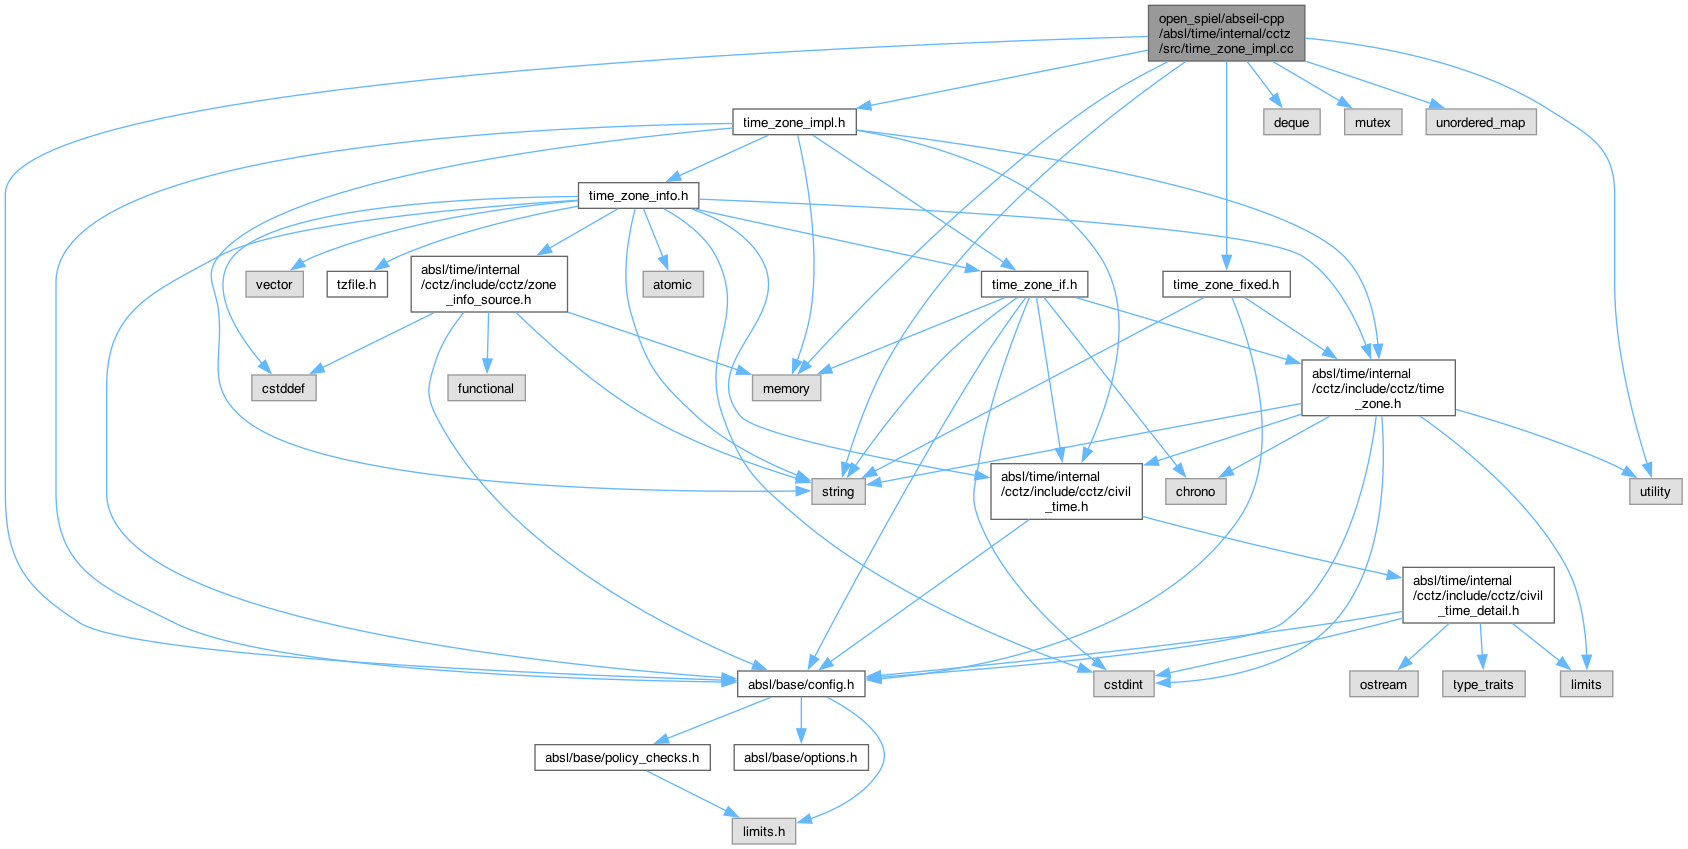 open_spiel/abseil-cpp
/absl/time/internal/cctz
/src/time_zone_impl.cc
time_zone_impl.h
deque
mutex
unordered_map
time_zone_info.h
absl/time/internal
/cctz/include/cctz/zone
_info_source.h
vector
tzfile.h
atomic
time_zone_if.h
time_zone_fixed.h
absl/time/internal
/cctz/include/cctz/time
_zone.h
cstddef
functional
memory
absl/time/internal
/cctz/include/cctz/civil
_time.h
string
chrono
utility
absl/time/internal
/cctz/include/cctz/civil
_time_detail.h
absl/base/config.h
cstdint
ostream
type_traits
limits
absl/base/policy_checks.h
absl/base/options.h
limits.h